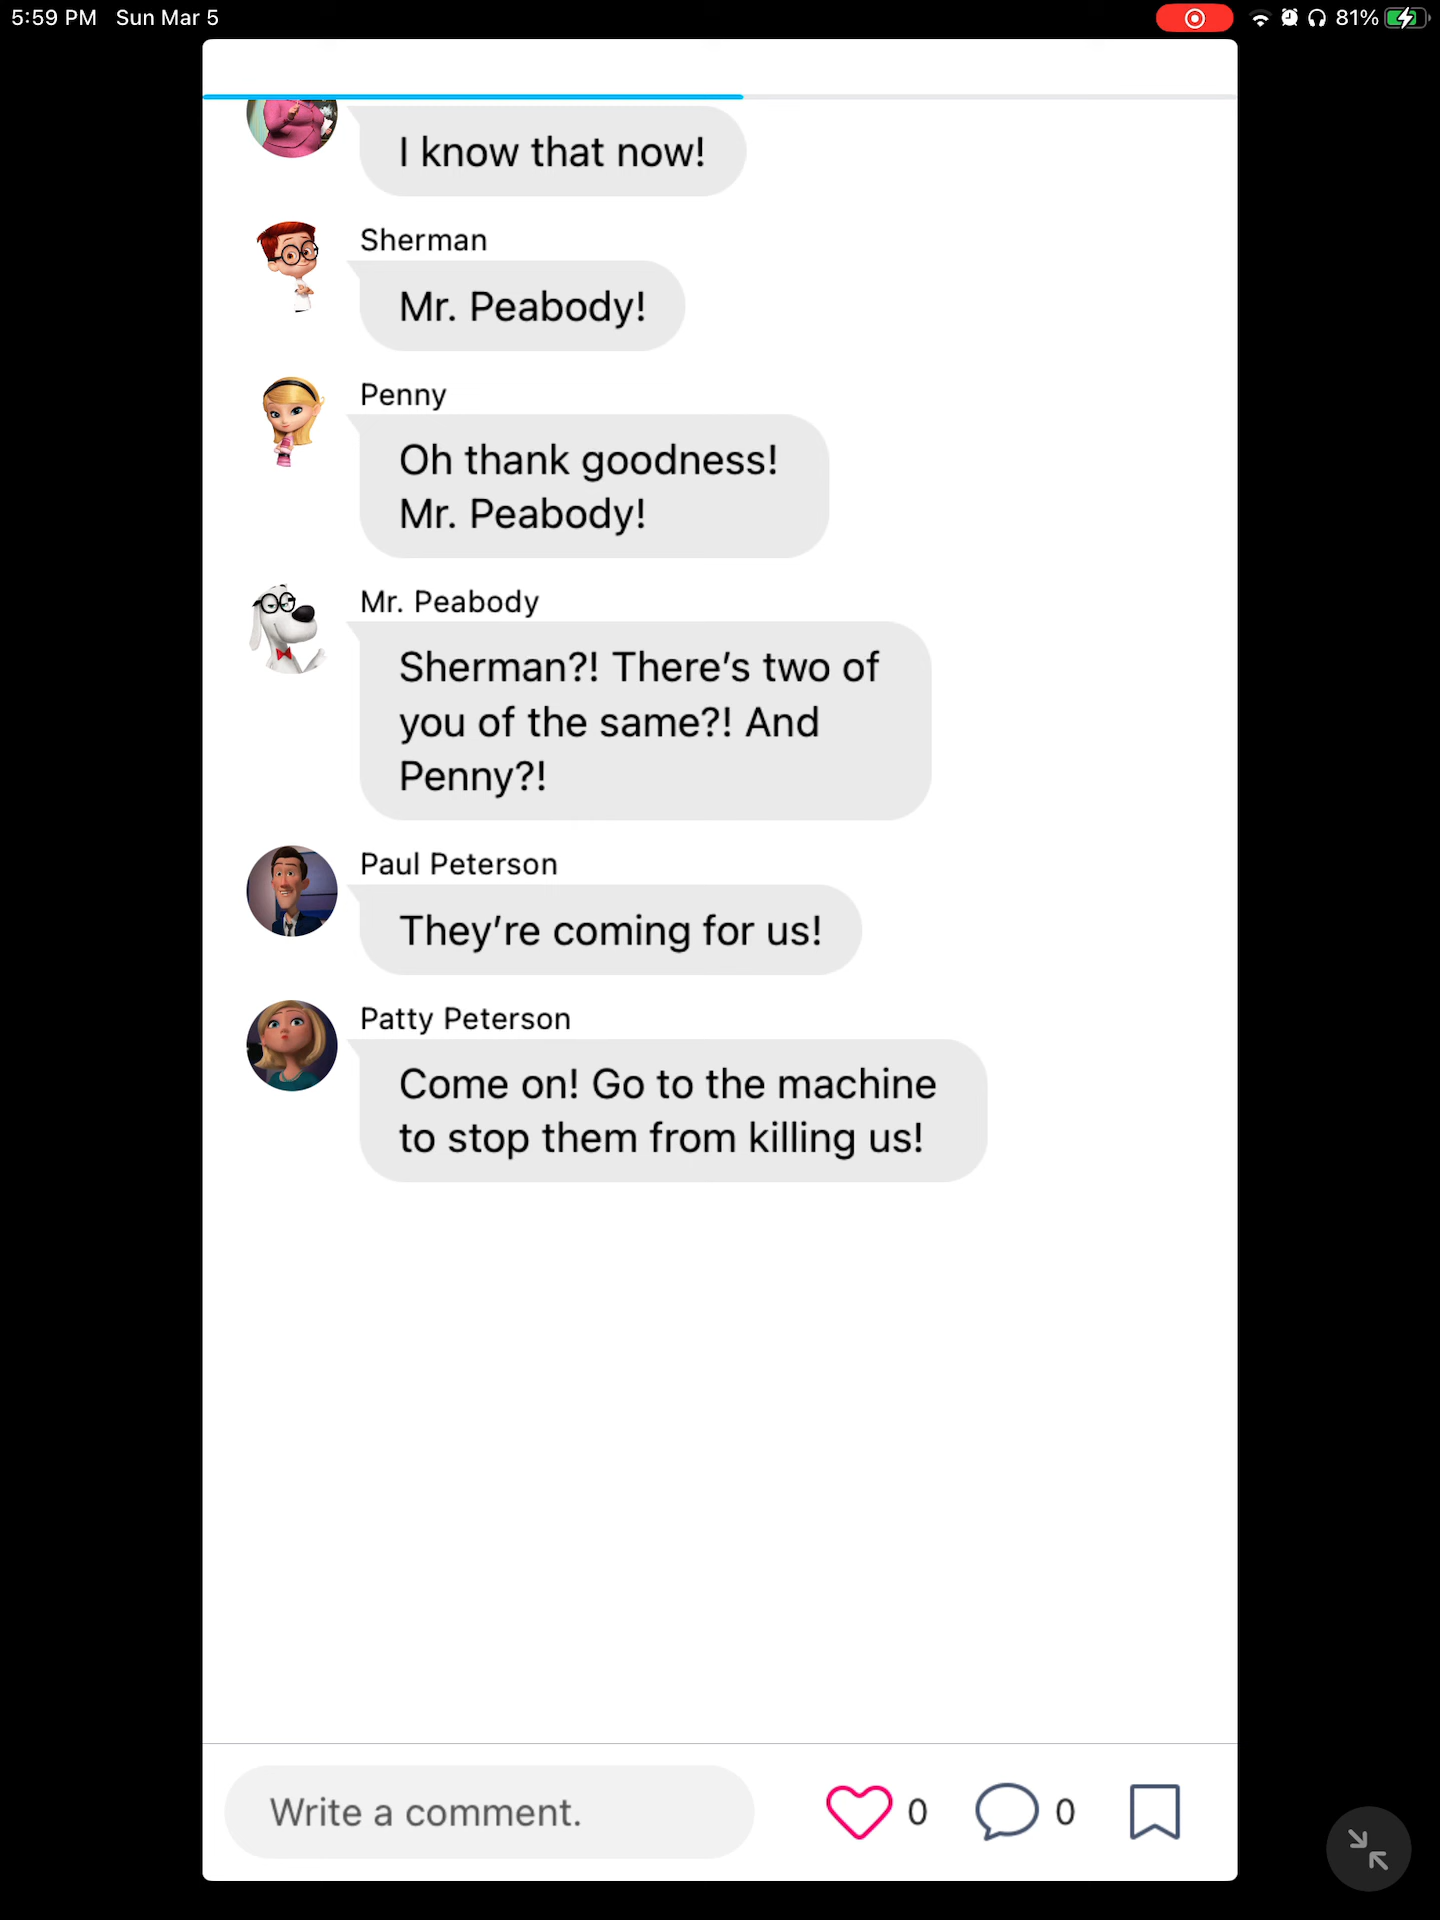 5:59 PM Sun Mar 5
81%
I know that now!
Sherman
Mr. Peabody!
Penny
Oh thank goodness!
Mr. Peabody!
Mr. Peabody
Sherman?! There’s two of
you of the same?! And
Penny?!
Paul Peterson
They’re coming for us!
Patty Peterson
Come on! Go to the machine
to stop them from killing us!
Write a comment.
0
0